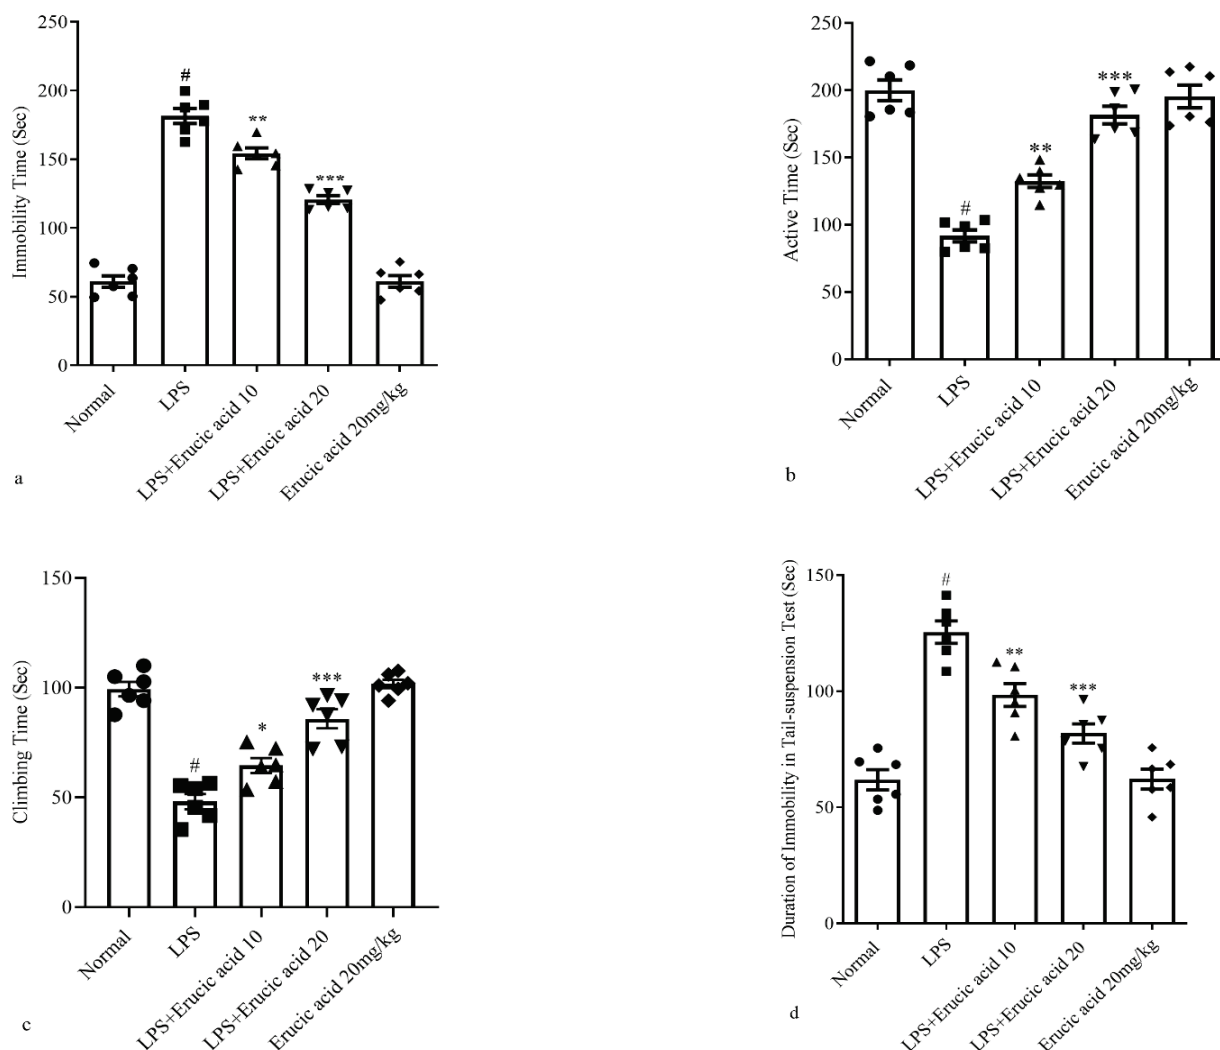 Immobility Time (Sec)
250
200
150
100
50
0
#
**
***
Normal
LPS
LPS+Erucic acid 10
LPS+Erucic acid 20
Erucic acid 20mg/kg
a
Active Time (Sec)
250
200
150
100
50
0
#
**
***
Normal
LPS
LPS+Erucic acid 10
LPS+Erucic acid 20
Erucic acid 20mg/kg
b
Climbing Time (Sec)
150
100
50
0
#
*
***
Normal
LPS
LPS+Erucic acid 10
LPS+Erucic acid 20
Erucic acid 20mg/kg
c
Duration of Immobility in Tail-suspension Test (Sec)
150
100
50
0
#
**
***
Normal
LPS
LPS+Erucic acid 10
LPS+Erucic acid 20
Erucic acid 20mg/kg
d